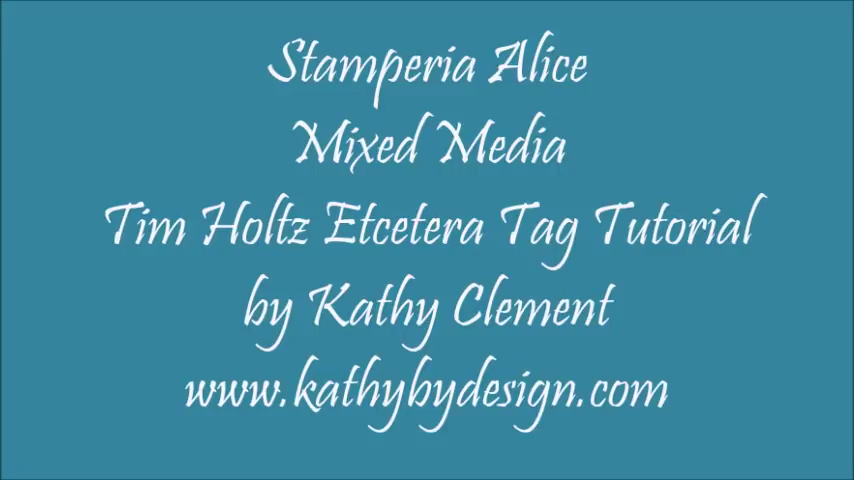 Stamperia Alice
Mixed Media
Tim Holtz Etcetera Tag Tutorial
by Kathy Clement
www.kathybydesign.com